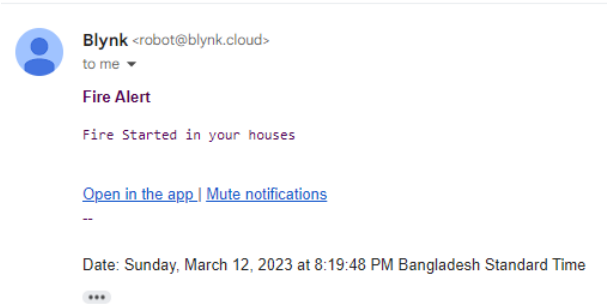 Blynk <robot@blynk.cloud>
to me
Fire Alert
Fire Started in your houses
Open in the app | Mute notifications
--
Date: Sunday, March 12, 2023 at 8:19:48 PM Bangladesh Standard Time